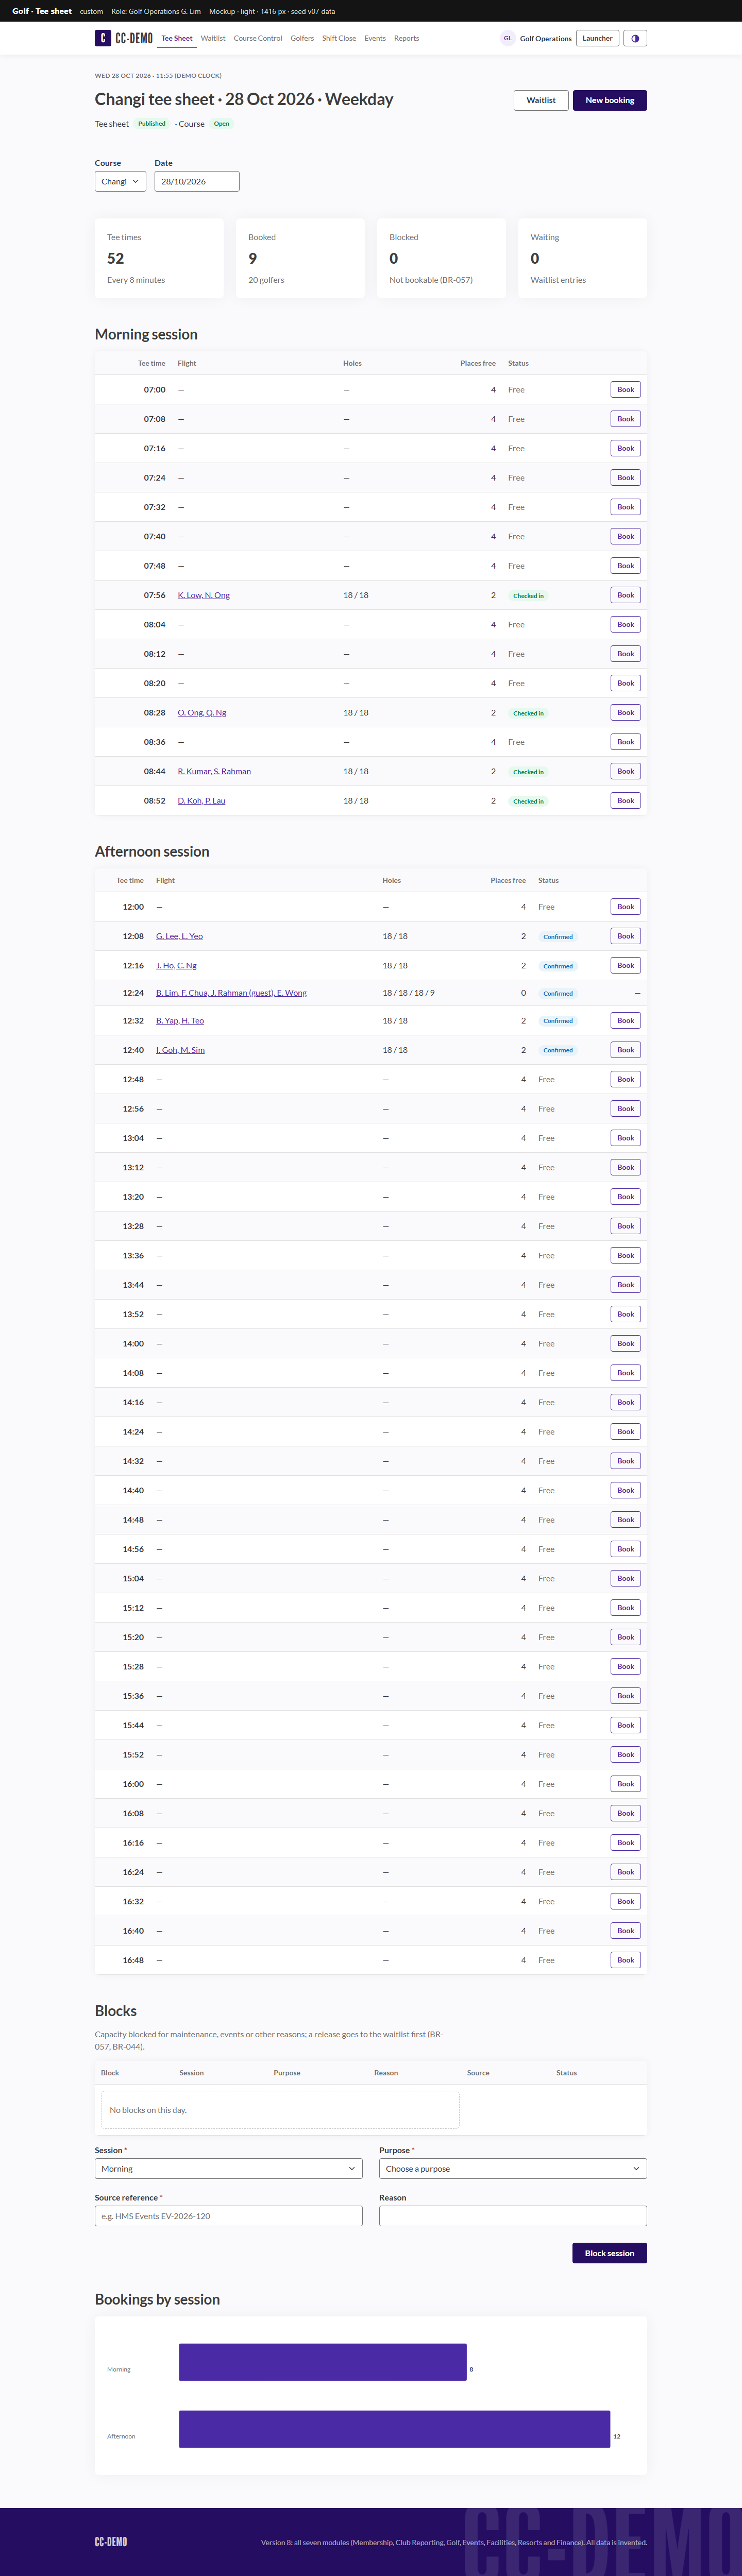 Golf · Tee sheet custom Role: Golf Operations G. Lim Mockup · light · 1416 px · seed v07 data
C CC-DEMO Tee Sheet Waitlist Course Control Golfers Shift Close Events Reports GL Golf Operations Launcher
WED 28 OCT 2026 · 11:55 (DEMO CLOCK)
Changi tee sheet · 28 Oct 2026 · Weekday
Waitlist New booking
Tee sheet Published · Course Open
Course Date
Changi 28/10/2026
Tee times Booked Blocked Waiting
52 9 0 0
Every 8 minutes 20 golfers Not bookable (BR-057) Waitlist entries
Morning session
Tee time Flight Holes Places free Status
07:00 — — 4 Free Book
07:08 — — 4 Free Book
07:16 — — 4 Free Book
07:24 — — 4 Free Book
07:32 — — 4 Free Book
07:40 — — 4 Free Book
07:48 — — 4 Free Book
07:56 K. Low, N. Ong 18 / 18 2 Checked in Book
08:04 — — 4 Free Book
08:12 — — 4 Free Book
08:20 — — 4 Free Book
08:28 O. Ong, Q. Ng 18 / 18 2 Checked in Book
08:36 — — 4 Free Book
08:44 R. Kumar, S. Rahman 18 / 18 2 Checked in Book
08:52 D. Koh, P. Lau 18 / 18 2 Checked in Book
Afternoon session
Tee time Flight Holes Places free Status
12:00 — — 4 Free Book
12:08 G. Lee, L. Yeo 18 / 18 2 Confirmed Book
12:16 J. Ho, C. Ng 18 / 18 2 Confirmed Book
12:24 B. Lim, F. Chua, J. Rahman (guest), E. Wong 18 / 18 / 18 / 9 0 Confirmed —
12:32 B. Yap, H. Teo 18 / 18 2 Confirmed Book
12:40 I. Goh, M. Sim 18 / 18 2 Confirmed Book
12:48 — — 4 Free Book
12:56 — — 4 Free Book
13:04 — — 4 Free Book
13:12 — — 4 Free Book
13:20 — — 4 Free Book
13:28 — — 4 Free Book
13:36 — — 4 Free Book
13:44 — — 4 Free Book
13:52 — — 4 Free Book
14:00 — — 4 Free Book
14:08 — — 4 Free Book
14:16 — — 4 Free Book
14:24 — — 4 Free Book
14:32 — — 4 Free Book
14:40 — — 4 Free Book
14:48 — — 4 Free Book
14:56 — — 4 Free Book
15:04 — — 4 Free Book
15:12 — — 4 Free Book
15:20 — — 4 Free Book
15:28 — — 4 Free Book
15:36 — — 4 Free Book
15:44 — — 4 Free Book
15:52 — — 4 Free Book
16:00 — — 4 Free Book
16:08 — — 4 Free Book
16:16 — — 4 Free Book
16:24 — — 4 Free Book
16:32 — — 4 Free Book
16:40 — — 4 Free Book
16:48 — — 4 Free Book
Blocks
Capacity blocked for maintenance, events or other reasons; a release goes to the waitlist first (BR-
057, BR-044).
Block Session Purpose Reason Source Status
No blocks on this day.
Session * Purpose *
Morning Choose a purpose
Source reference * Reason
e.g. HMS Events EV-2026-120
Block session
Bookings by session
Morning 8
Afternoon 12
CC-DEMO Version 8: all seven modules (Membership, Club Reporting, Golf, Events, Facilities, Resorts and Finance). All data is invented.
CC-DEMO